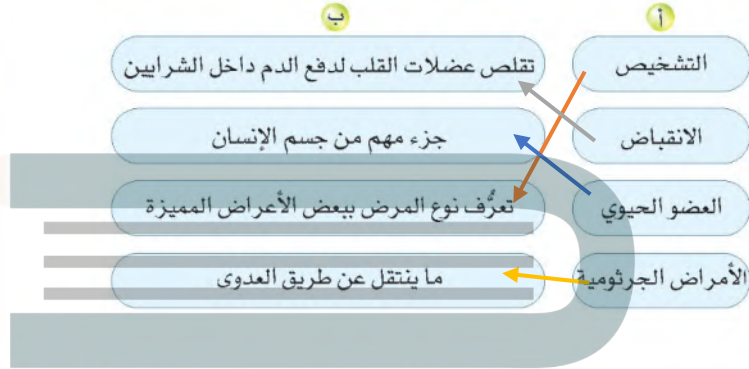 أ ب
التشخيص تقلص عضلات القلب لدفع الدم داخل الشرايين
الانقباض جزء مهم من جسم الإنسان
العضو الحيوي تعرُّف نوع المرض ببعض الأعراض المميزة
الأمراض الجرثومية ما ينتقل عن طريق العدوى